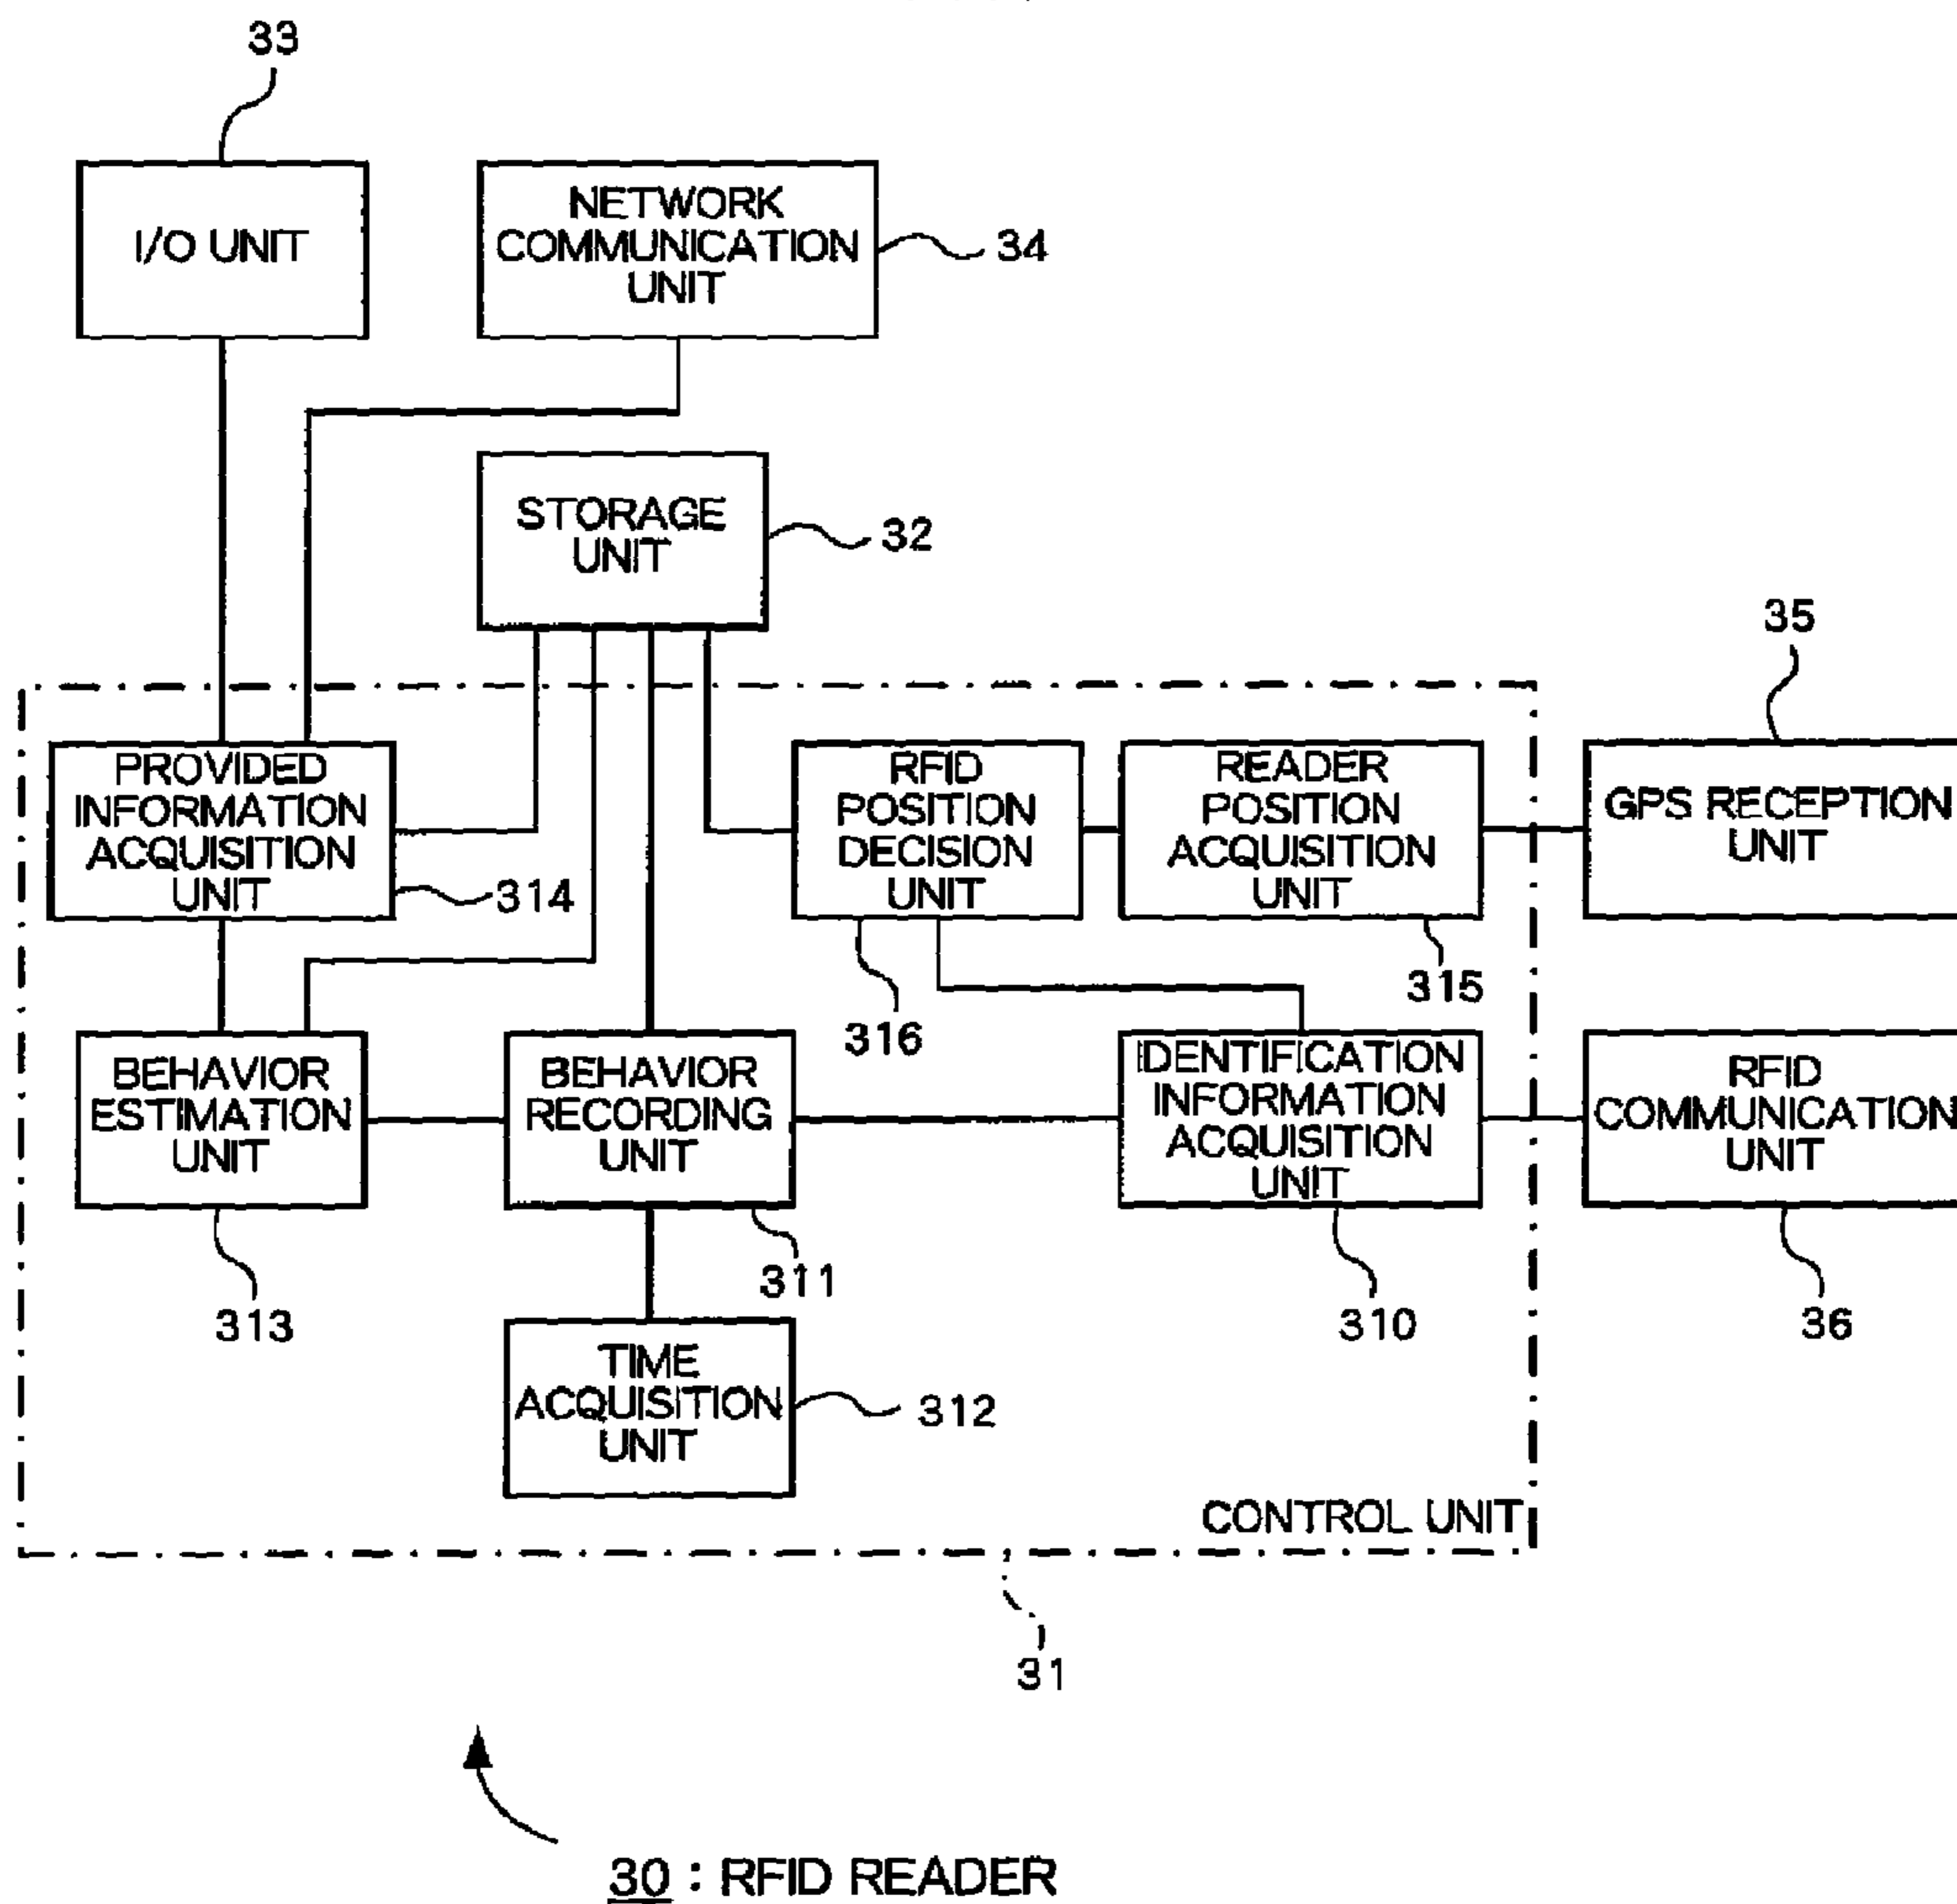 33
I/O UNIT
NETWORK
COMMUNICATION
UNIT
34
STORAGE
UNIT
32
35
PROVIDED
INFORMATION
ACQUISITION
UNIT
314
RFID
POSITION
DECISION
UNIT
316
READER
POSITION
ACQUISITION
UNIT
315
GPS RECEPTION
UNIT
BEHAVIOR
ESTIMATION
UNIT
313
BEHAVIOR
RECORDING
UNIT
311
IDENTIFICATION
INFORMATION
ACQUISITION
UNIT
310
RFID
COMMUNICATION
UNIT
36
TIME
ACQUISITION
UNIT
312
CONTROL UNIT
31
30 : RFID READER